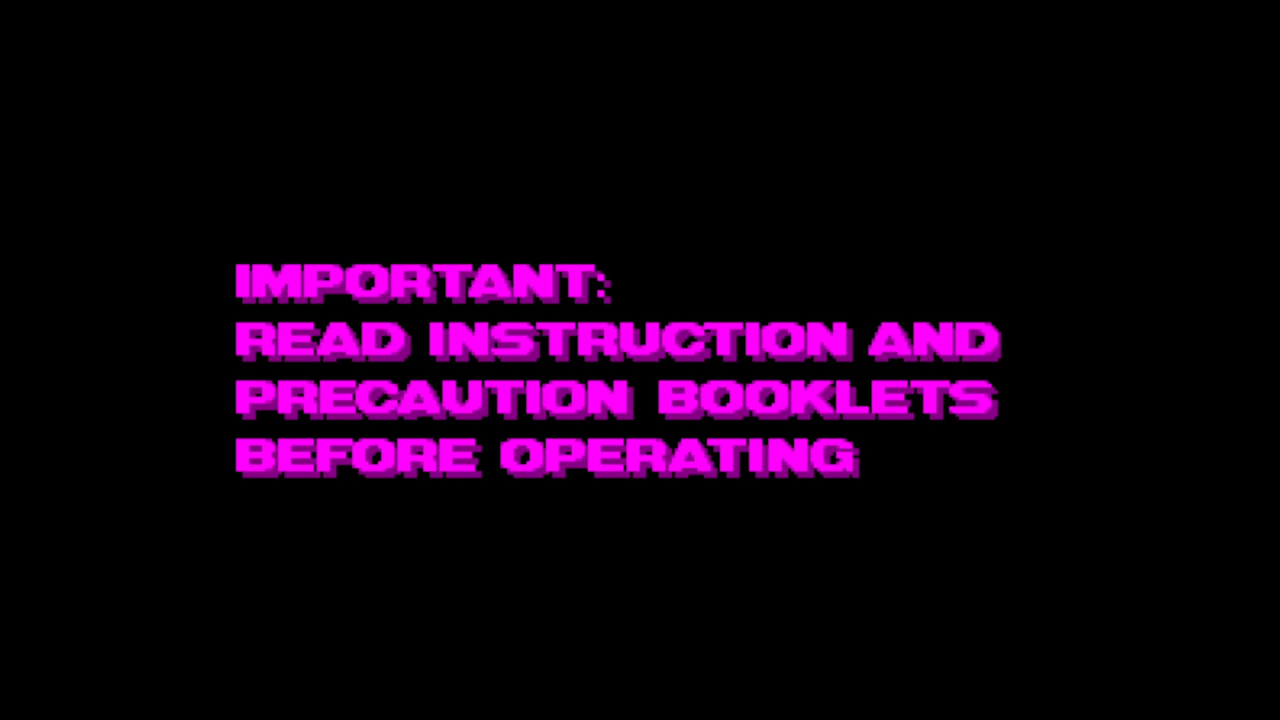 IMPORTANT:
READ INSTRUCTION AND
PRECAUTION BOOKLETS
BEFORE OPERATING